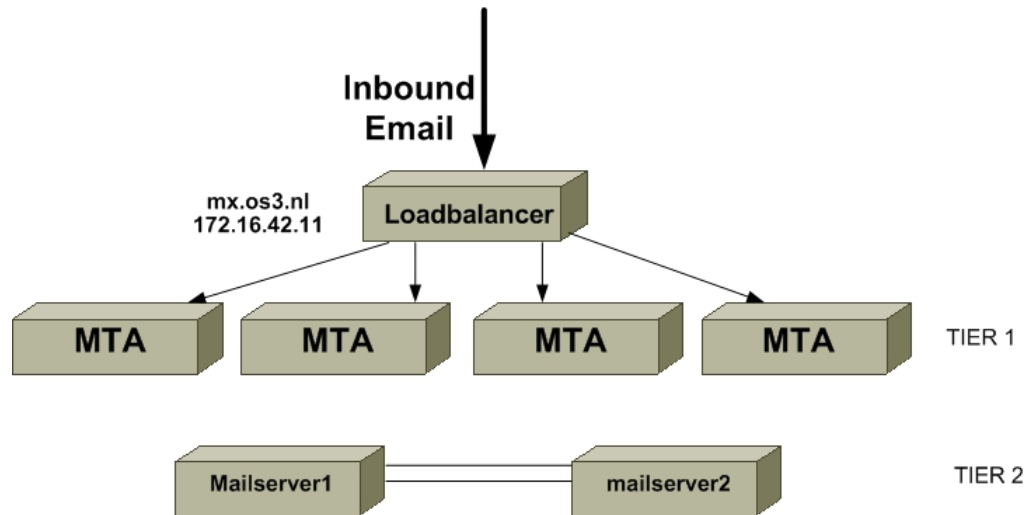 Inbound
Email
mx.os3.nl
172.16.42.11
Loadbalancer
MTA
MTA
MTA
MTA
TIER 1
Mailserver1
mailserver2
TIER 2